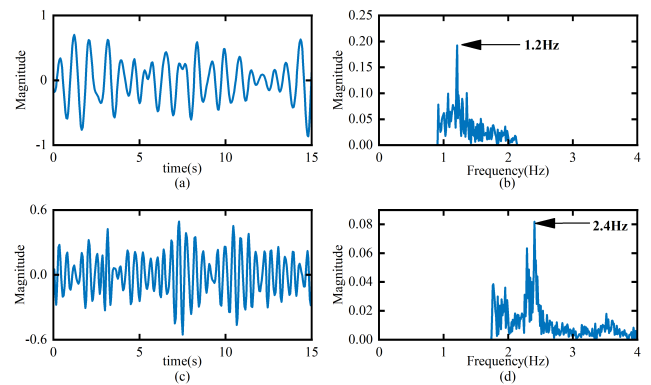 1
0
-1
Magnitude
0
5
10
15
time(s)
(a)
0.25
0.20
0.15
0.10
0.05
0.00
Magnitude
1.2Hz
0
1
2
3
4
Frequency(Hz)
(b)
0.6
0.0
-0.6
Magnitude
0
5
10
15
time(s)
(c)
0.08
0.06
0.04
0.02
0.00
Magnitude
2.4Hz
0
1
2
3
4
Frequency(Hz)
(d)